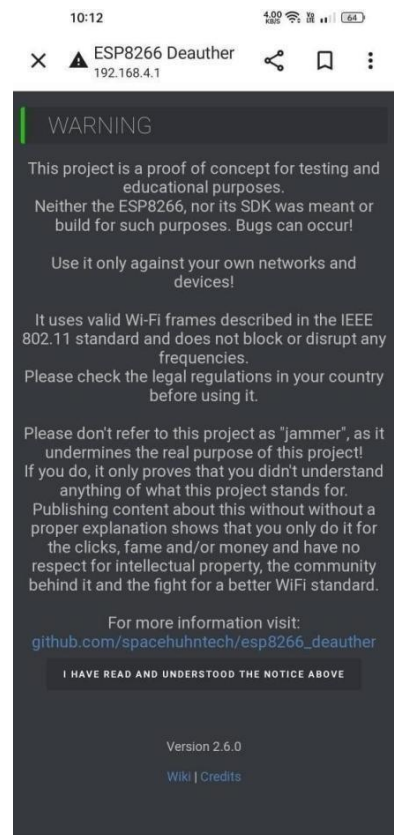 10:12
4.00 KB/S
64
ESP8266 Deauther
192.168.4.1
WARNING
This project is a proof of concept for testing and
educational purposes.
Neither the ESP8266, nor its SDK was meant or
build for such purposes. Bugs can occur!
Use it only against your own networks and
devices!
It uses valid Wi-Fi frames described in the IEEE
802.11 standard and does not block or disrupt any
frequencies.
Please check the legal regulations in your country
before using it.
Please don't refer to this project as "jammer", as it
undermines the real purpose of this project!
If you do, it only proves that you didn't understand
anything of what this project stands for.
Publishing content about this without without a
proper explanation shows that you only do it for
the clicks, fame and/or money and have no
respect for intellectual property, the community
behind it and the fight for a better WiFi standard.
For more information visit:
github.com/spacehuhntech/esp8266_deauther
I HAVE READ AND UNDERSTOOD THE NOTICE ABOVE
Version 2.6.0
Wiki | Credits